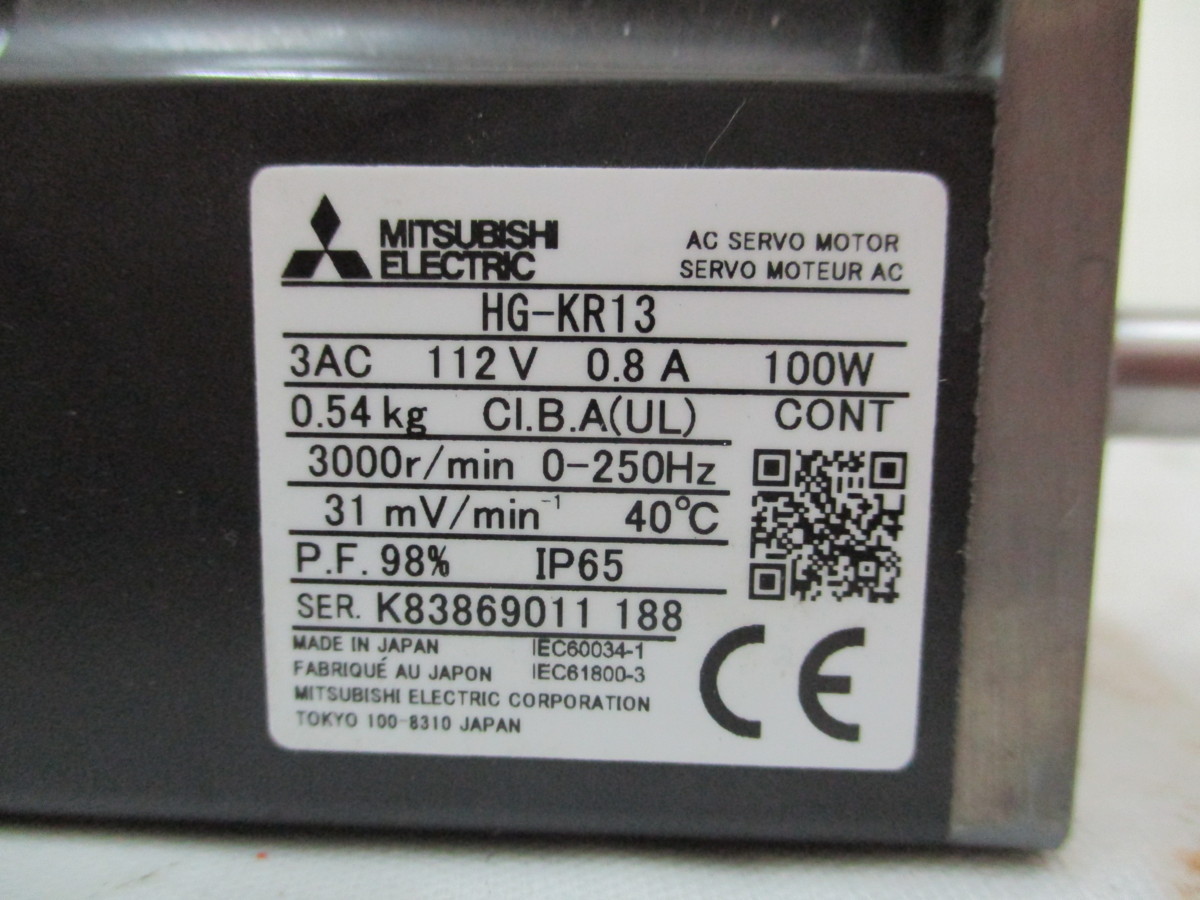 MITSUBISHI
ELECTRIC
AC SERVO MOTOR
SERVO MOTEUR AC
HG-KR13
3AC 112 V 0.8 A 100W
0.54 kg CI.B.A(UL) CONT
3000r/min 0-250Hz
31 mV/min⁻¹ 40℃
P.F. 98% IP65
SER. K83869011 188
MADE IN JAPAN IEC60034-1
FABRIQUÉ AU JAPON IEC61800-3
MITSUBISHI ELECTRIC CORPORATION
TOKYO 100-8310 JAPAN
CE